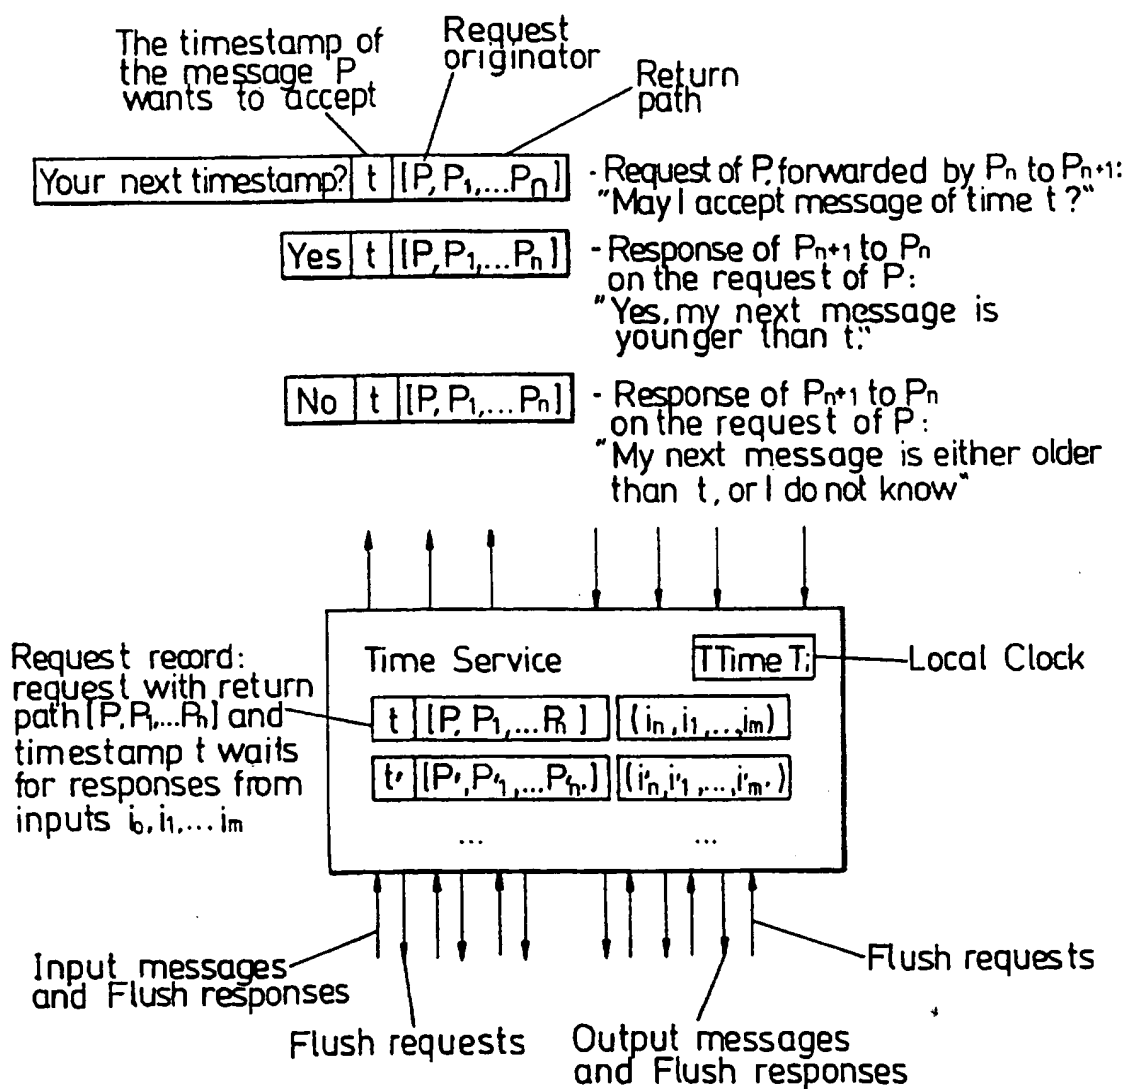 The timestamp of
the message P
wants to accept
Request
originator
Return
path
Your next timestamp? t [P, P₁,... Pₙ]
- Request of P, forwarded by Pₙ to Pₙ₊₁:
"May I accept message of time t?"
Yes t [P, P₁,... Pₙ]
- Response of Pₙ₊₁ to Pₙ
on the request of P:
"Yes, my next message is
younger than t."
No t [P, P₁,... Pₙ]
- Response of Pₙ₊₁ to Pₙ
on the request of P:
"My next message is either older
than t, or I do not know"
Request record:
request with return
path [P, P₁,... Pₙ] and
timestamp t waits
for responses from
inputs i₀, i₁,... iₘ
Time Service
TTime Tᵢ
Local Clock
t [P, P₁,... Pₙ] (iₙ, i₁,..., iₘ)
t' [P', P'₁,... P'ₙ'] (i'ₙ, i'₁,..., i'ₘ')
... ...
Input messages
and Flush responses
Flush requests
Output messages
and Flush responses
Flush requests